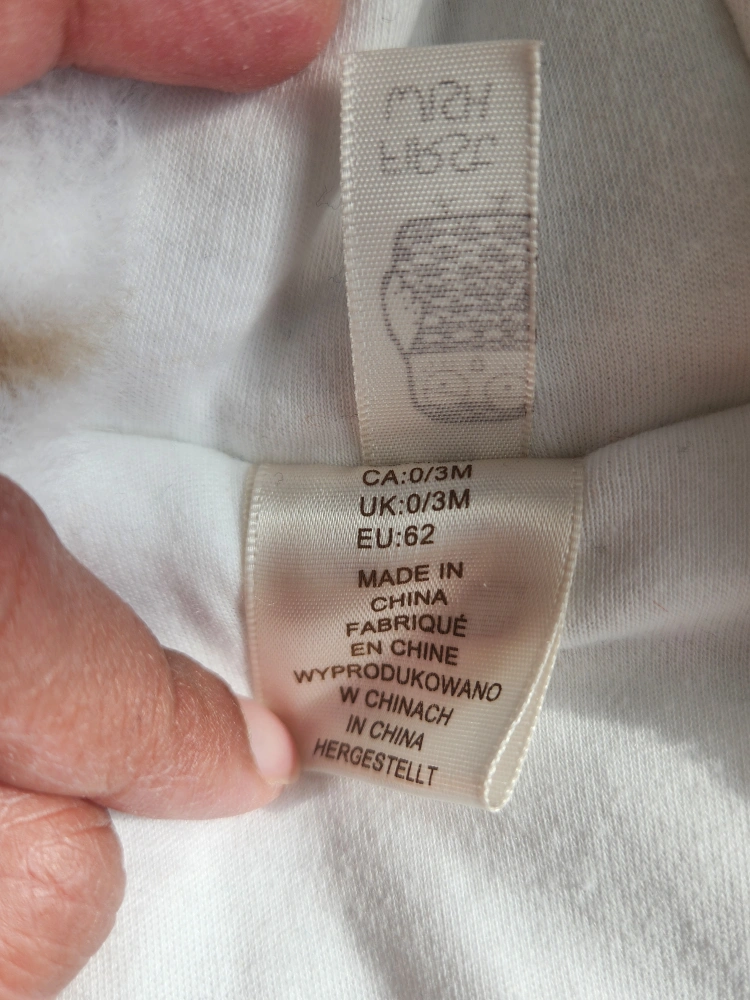 CA:0/3M
UK:0/3M
EU:62
MADE IN
CHINA
FABRIQUÉ
EN CHINE
WYPRODUKOWANO
W CHINACH
IN CHINA
HERGESTELLT